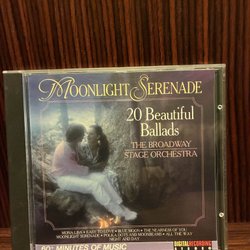 MOONLIGHT SERENADE
20 Beautiful
Ballads
THE BROADWAY
STAGE ORCHESTRA
MONA LISA • EASY TO LOVE • BLUE MOON • THE NEARNESS OF YOU
MOONLIGHT SERENADE • POLKA DOTS AND MOONBEAMS • ALL THE WAY
NIGHT AND DAY
60+ MINUTES OF MUSIC
DIGITAL RECORDING
STEREO